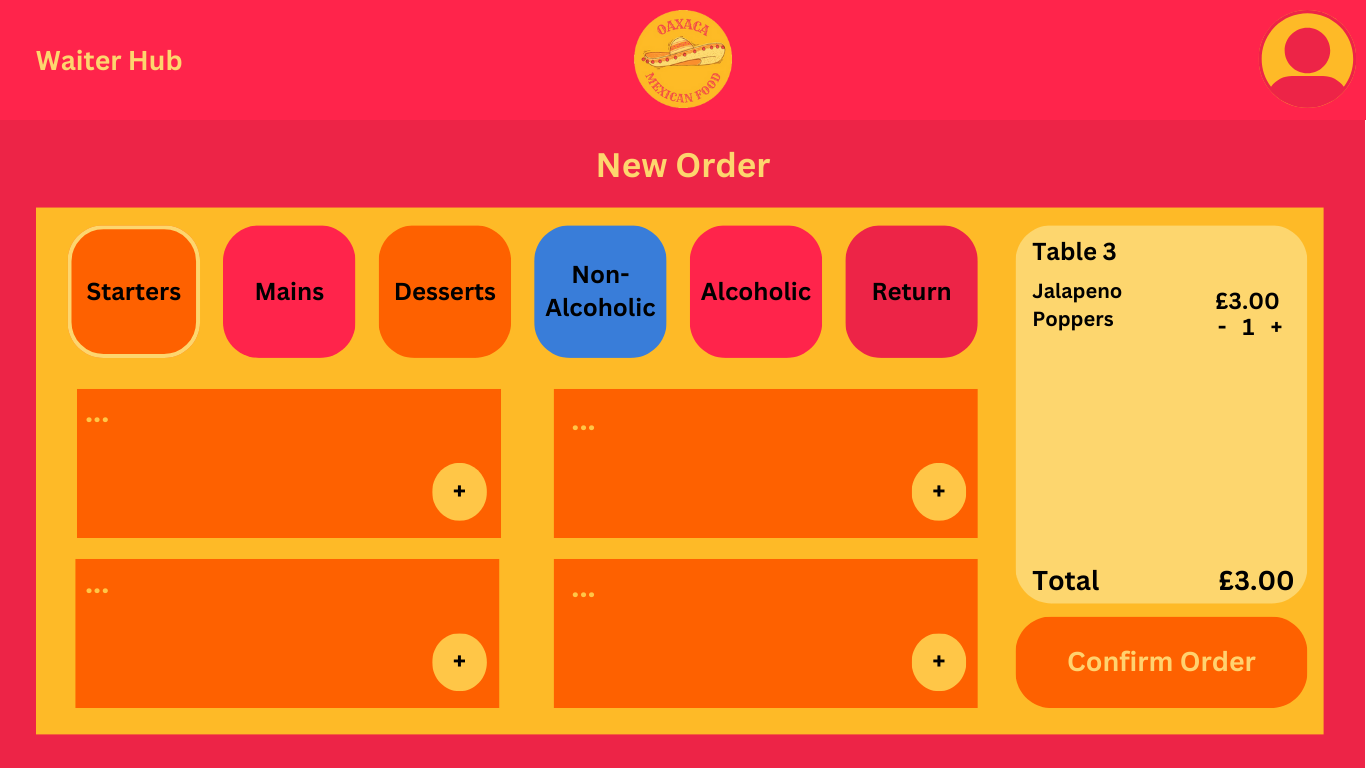 Waiter Hub
OAXACA
MEXICAN FOOD
New Order
Starters
Mains
Desserts
Non-
Alcoholic
Alcoholic
Return
...
+
...
+
...
+
...
+
Table 3
Jalapeno
Poppers
£3.00
- 1 +
Total £3.00
Confirm Order